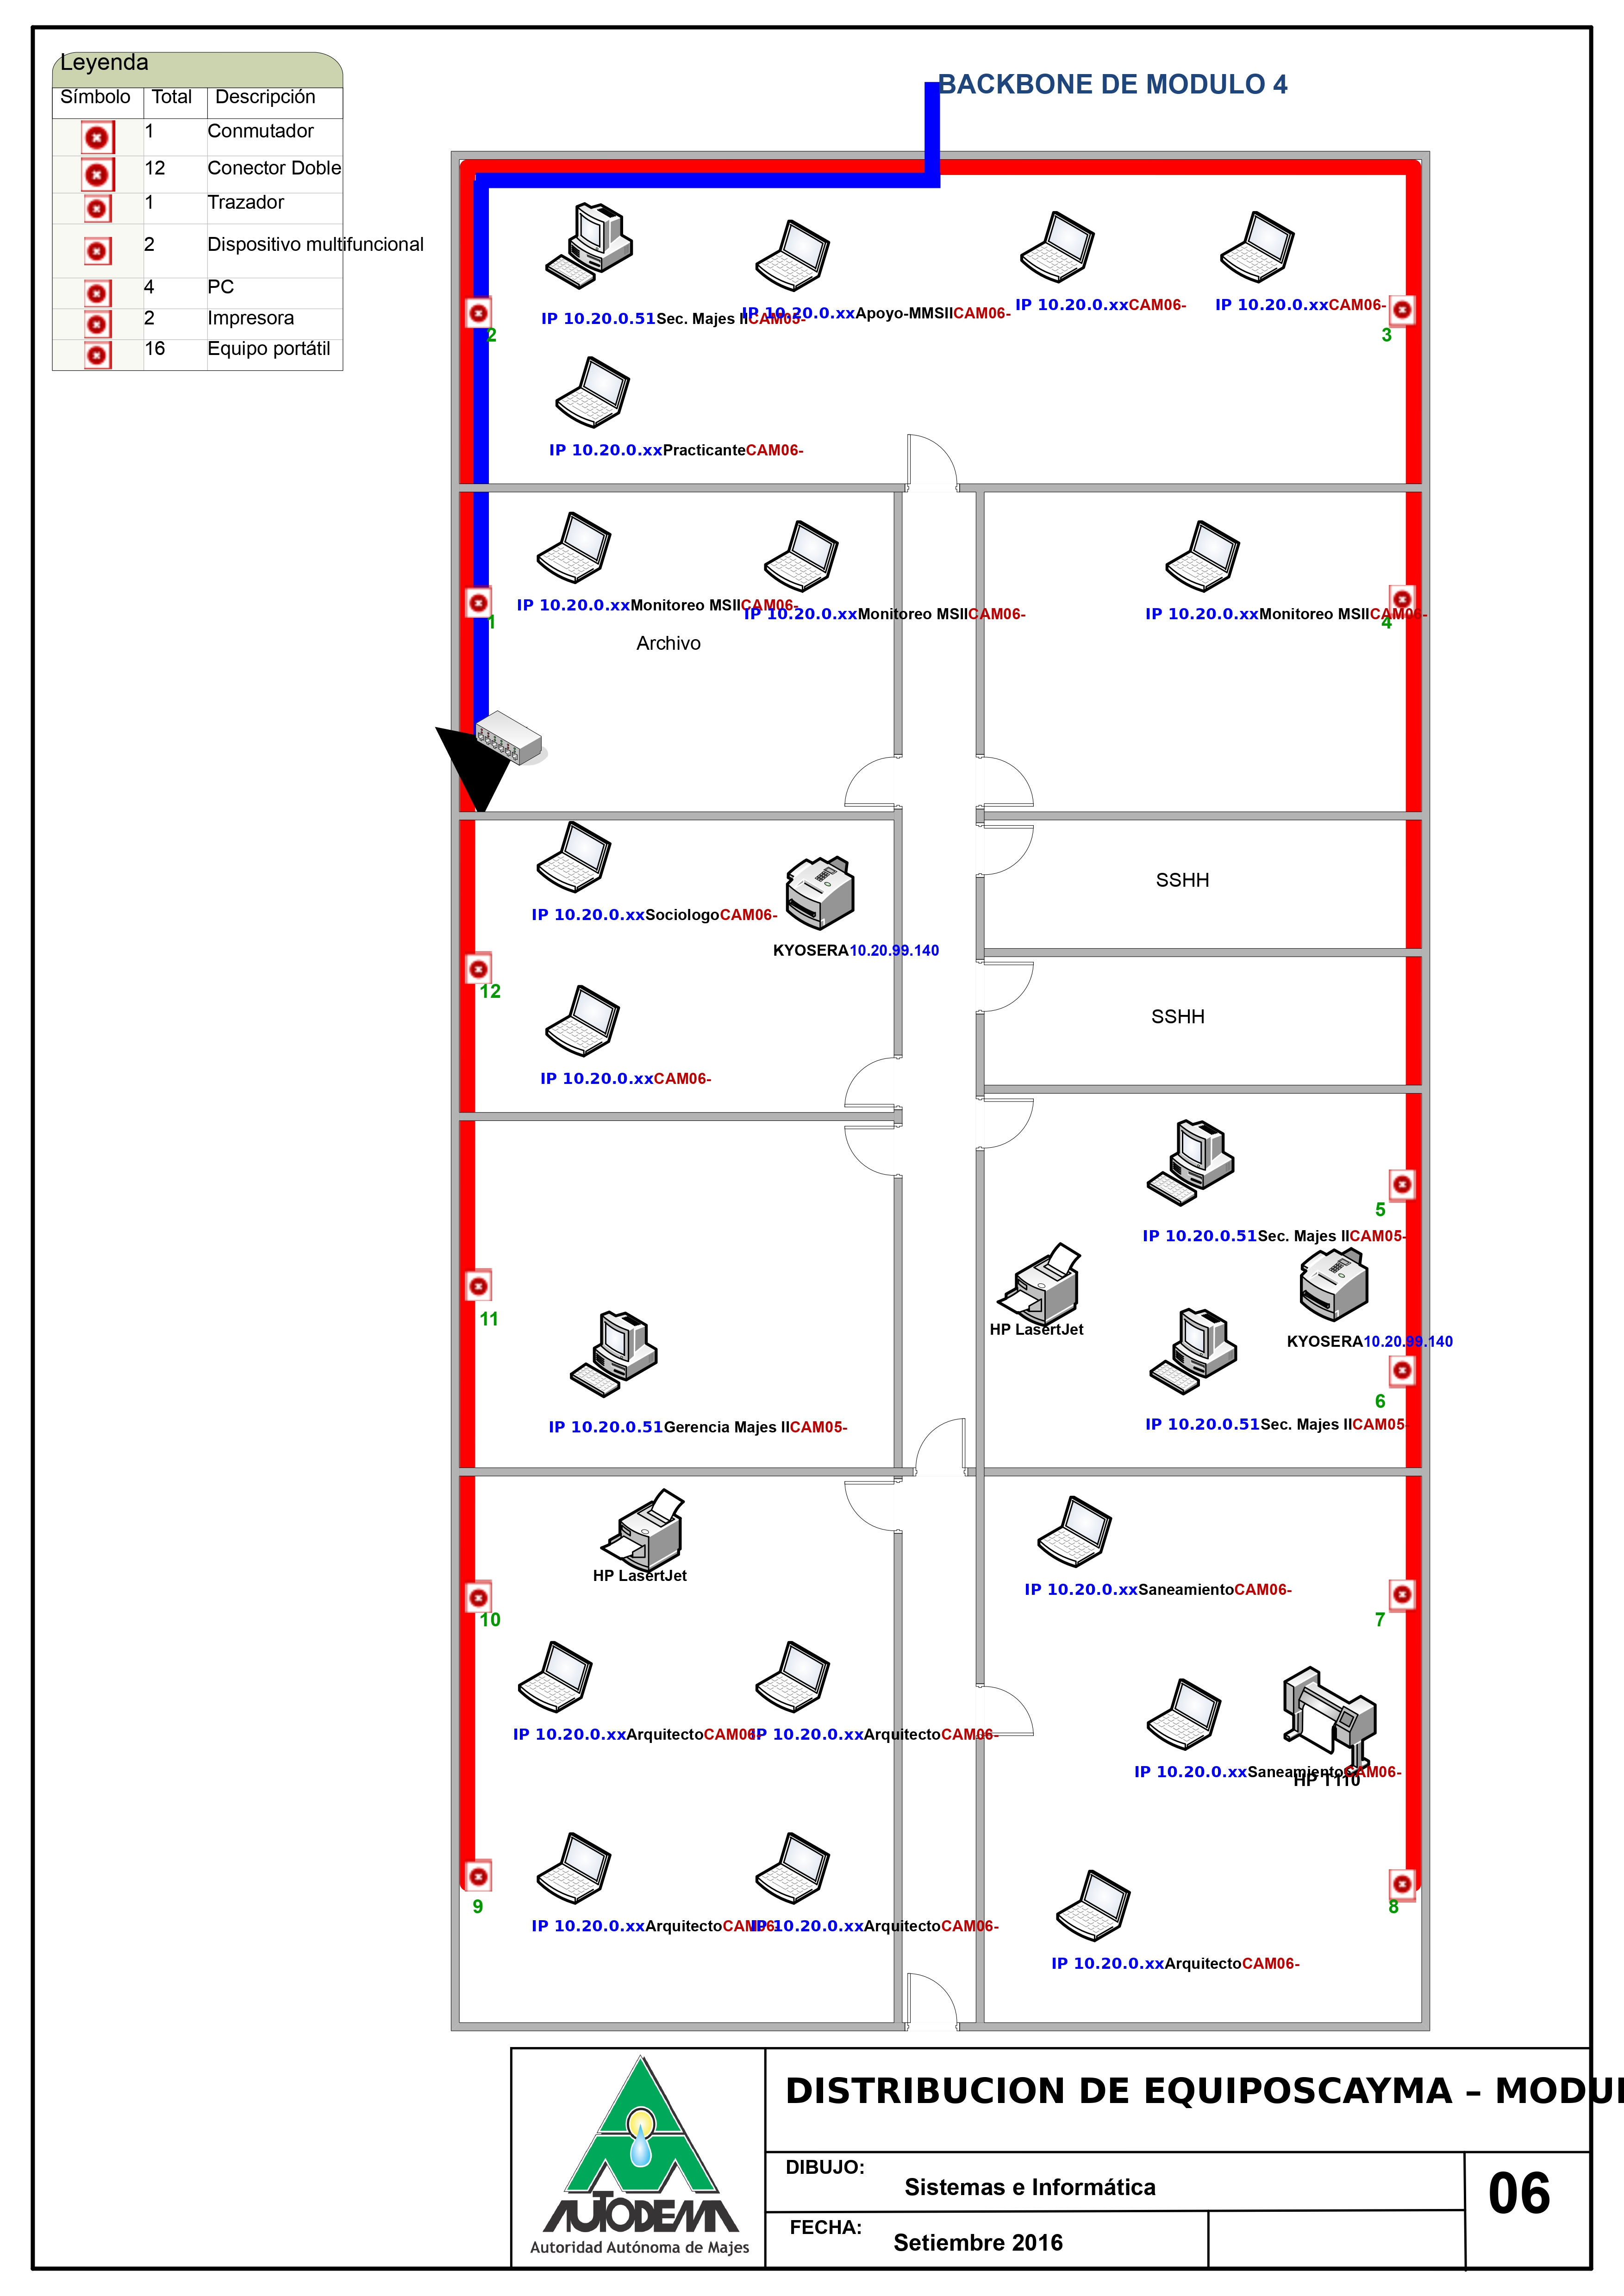 Leyenda
Símbolo Total Descripción
1 Conmutador
12 Conector Doble
1 Trazador
2 Dispositivo multifuncional
4 PC
2 Impresora
16 Equipo portátil
BACKBONE DE MODULO 4
IP 10.20.0.51Sec. Majes IICAM05-
IP 10.20.0.xxApoyo-MMSIICAM06-
IP 10.20.0.xxCAM06-
IP 10.20.0.xxCAM06-
2
3
IP 10.20.0.xxPracticanteCAM06-
IP 10.20.0.xxMonitoreo MSIICAM06-
IP 10.20.0.xxMonitoreo MSIICAM06-
IP 10.20.0.xxMonitoreo MSIICAM06-
1
4
Archivo
SSHH
IP 10.20.0.xxSociologoCAM06-
KYOSERA10.20.99.140
12
SSHH
IP 10.20.0.xxCAM06-
5
IP 10.20.0.51Sec. Majes IICAM05-
11
HP LasertJet
KYOSERA10.20.99.140
6
IP 10.20.0.51Gerencia Majes IICAM05-
IP 10.20.0.51Sec. Majes IICAM05-
HP LasertJet
IP 10.20.0.xxSaneamientoCAM06-
10
7
IP 10.20.0.xxArquitectoCAM06-
IP 10.20.0.xxArquitectoCAM06-
IP 10.20.0.xxSaneamientoCAM06-
HP T110
9
8
IP 10.20.0.xxArquitectoCAM06-
IP 10.20.0.xxArquitectoCAM06-
IP 10.20.0.xxArquitectoCAM06-
DISTRIBUCION DE EQUIPOSCAYMA – MODU
DIBUJO:
Sistemas e Informática
06
FECHA:
Setiembre 2016
AUTODEMA
Autoridad Autónoma de Majes